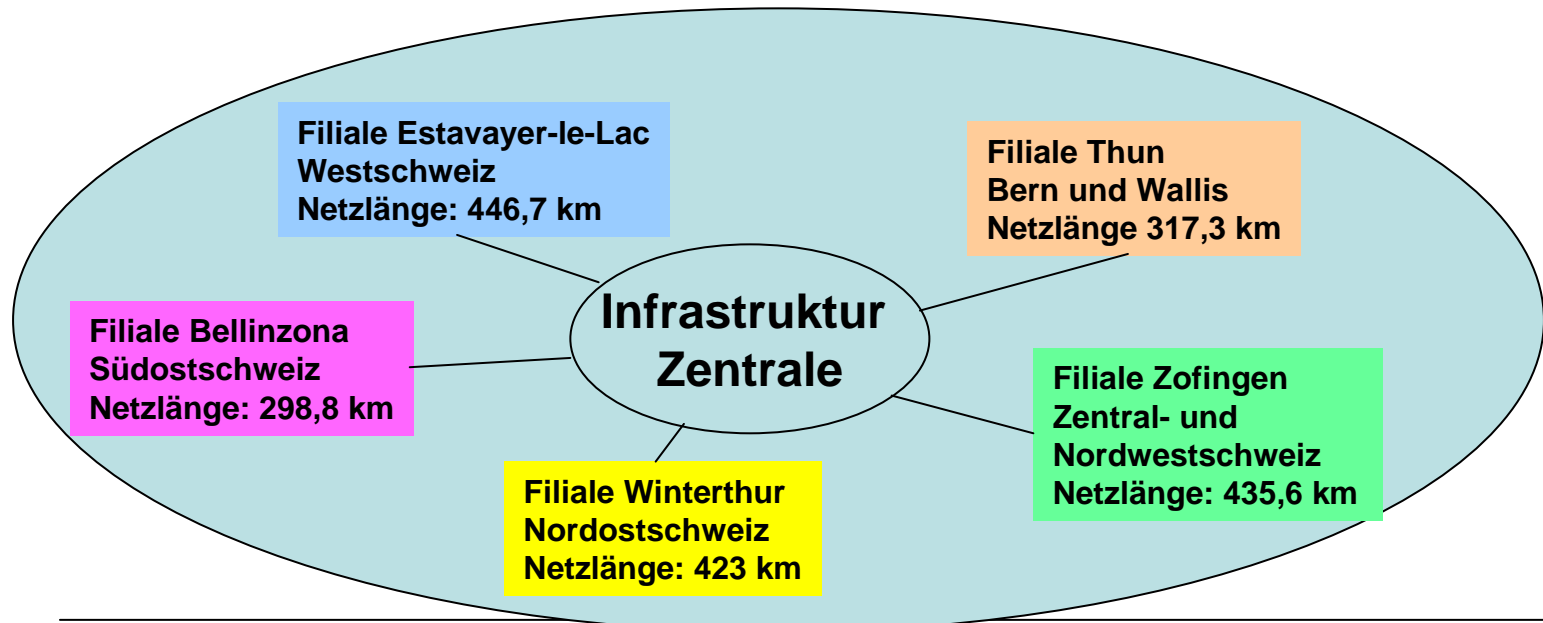 Filiale Estavayer-le-Lac
Westschweiz
Netzlänge: 446,7 km
Filiale Thun
Bern und Wallis
Netzlänge 317,3 km
Infrastruktur
Zentrale
Filiale Bellinzona
Südostschweiz
Netzlänge: 298,8 km
Filiale Zofingen
Zentral- und
Nordwestschweiz
Netzlänge: 435,6 km
Filiale Winterthur
Nordostschweiz
Netzlänge: 423 km